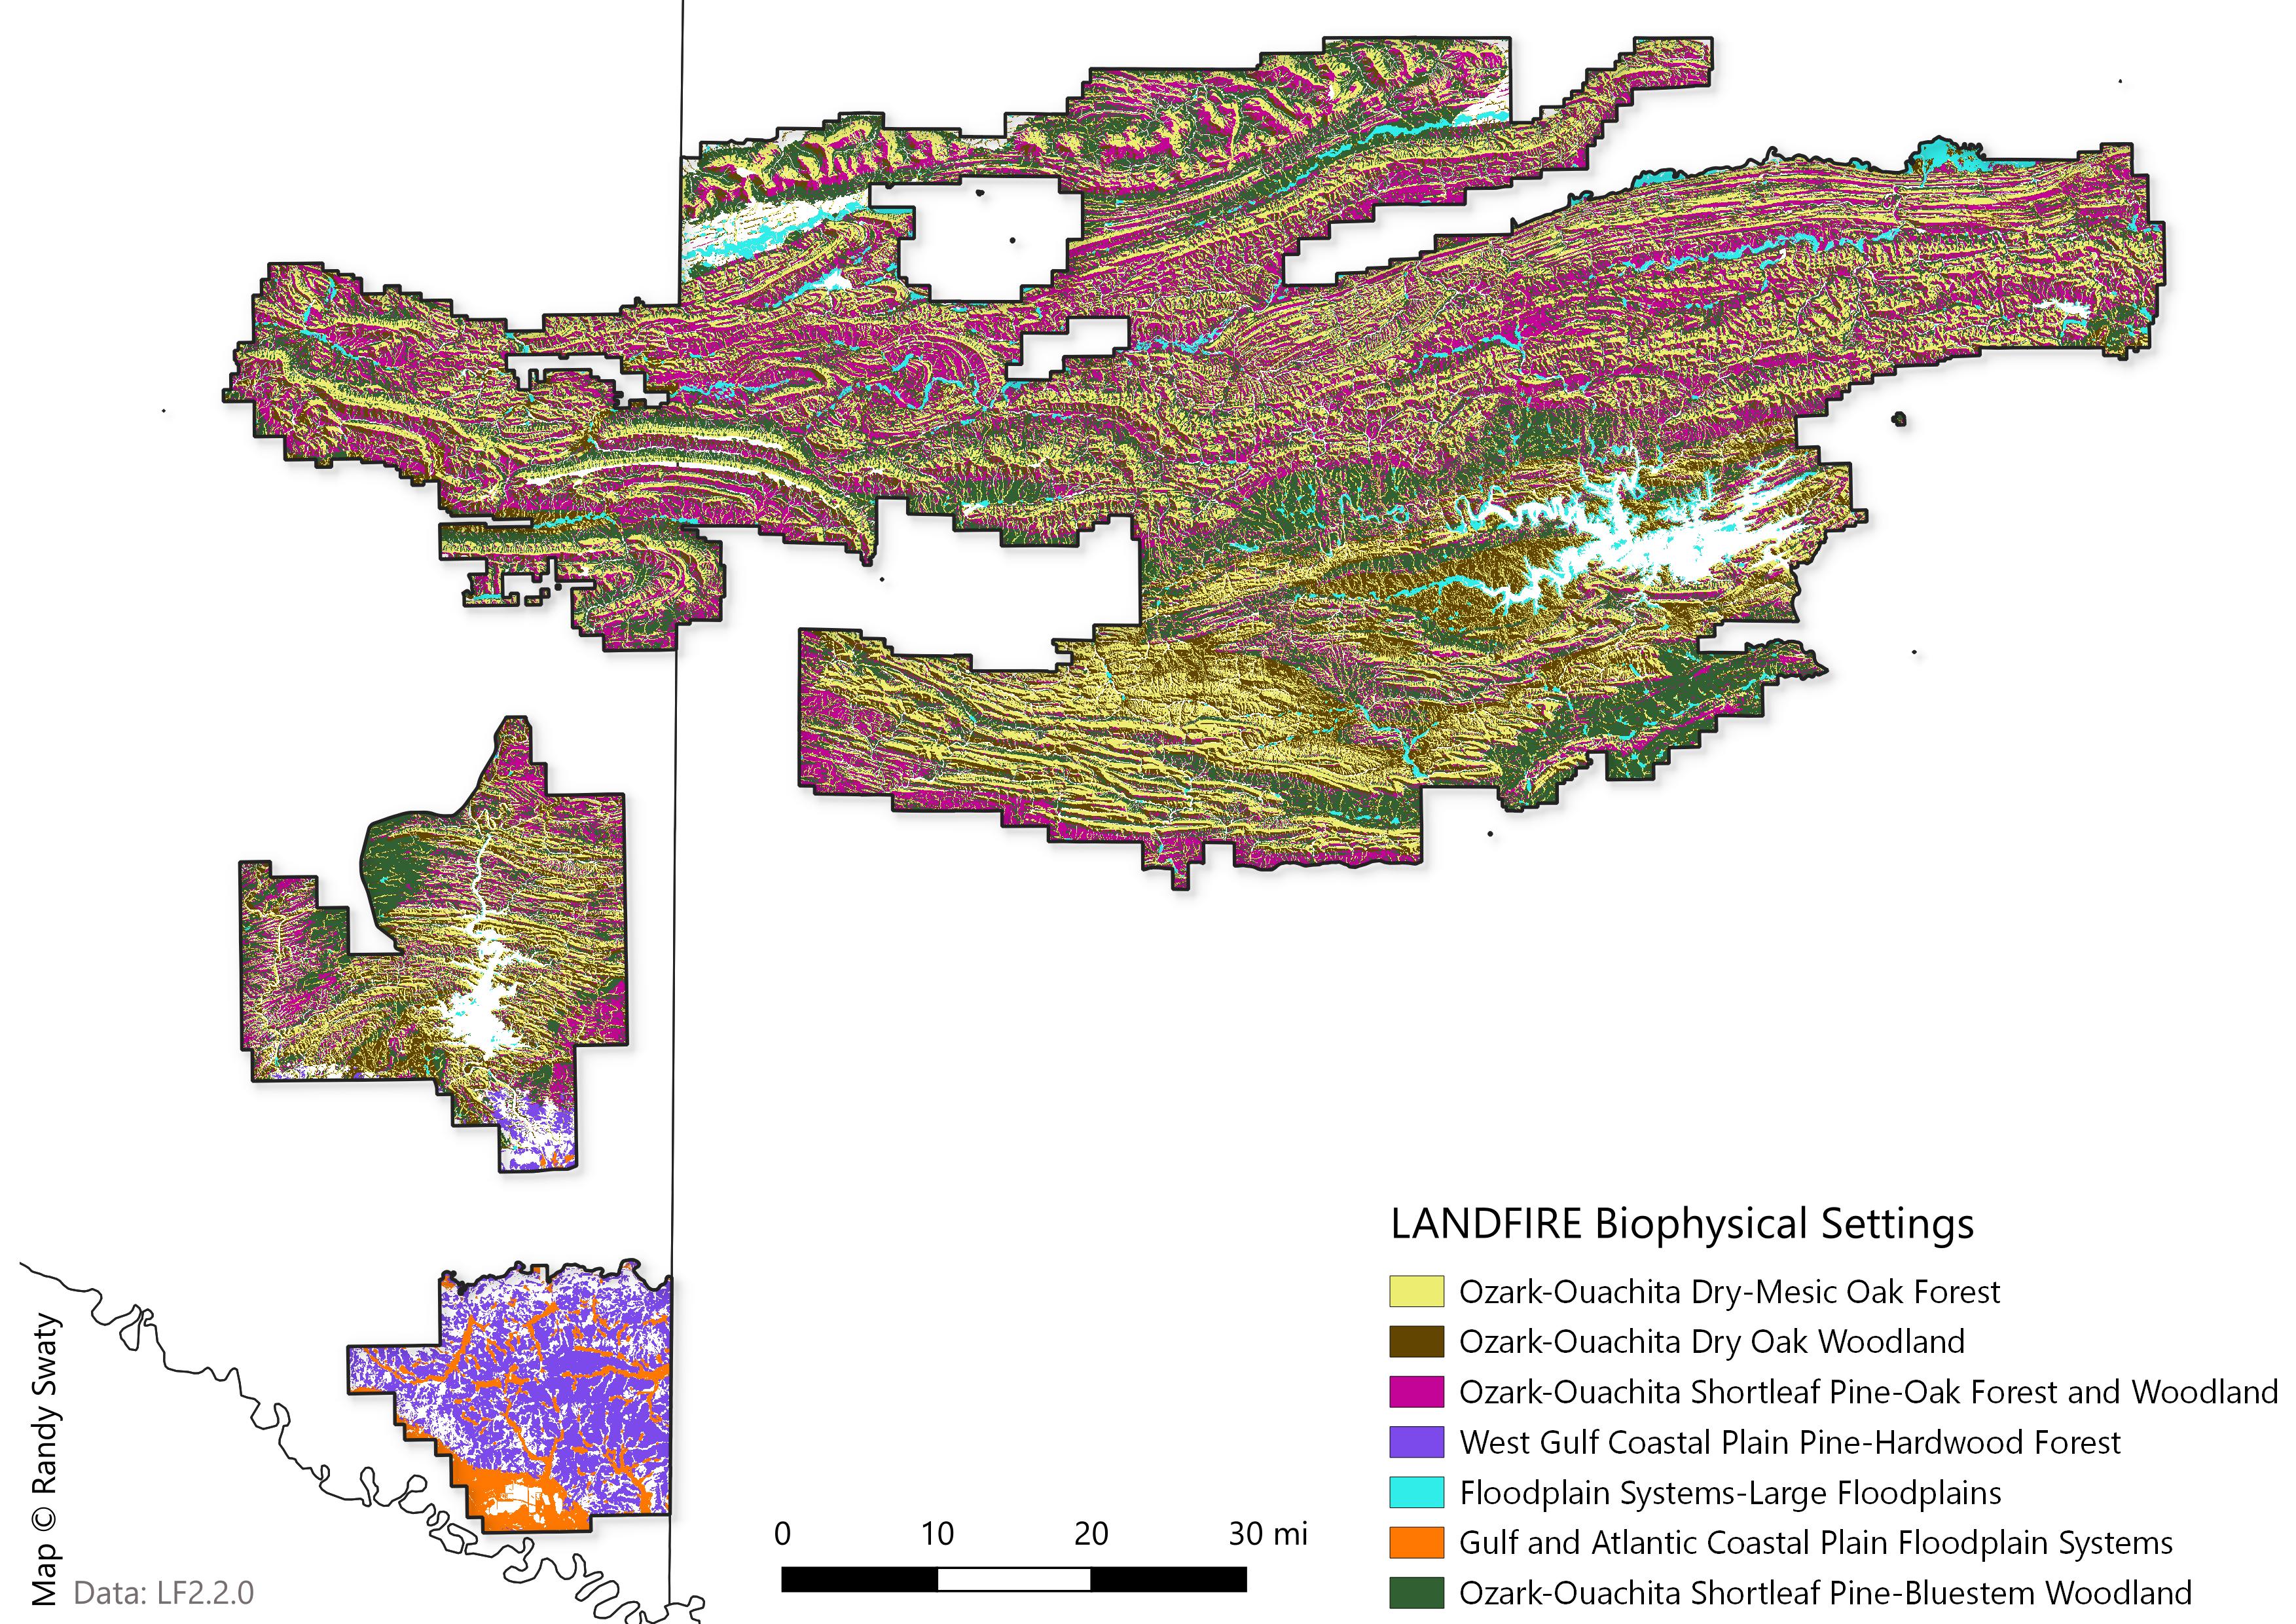 LANDFIRE Biophysical Settings
Ozark-Ouachita Dry-Mesic Oak Forest
Ozark-Ouachita Dry Oak Woodland
Ozark-Ouachita Shortleaf Pine-Oak Forest and Woodland
West Gulf Coastal Plain Pine-Hardwood Forest
Floodplain Systems-Large Floodplains
Gulf and Atlantic Coastal Plain Floodplain Systems
Ozark-Ouachita Shortleaf Pine-Bluestem Woodland
0 10 20 30 mi
Map © Randy Swaty
Data: LF2.2.0